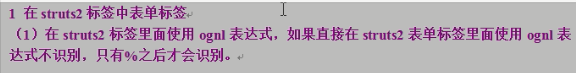 1 在 struts2 标签中表单标签
（1）在 struts2 标签里面使用 ognl 表达式，如果直接在 struts2 表单标签里面使用 ognl 表
达式不识别，只有%之后才会识别。